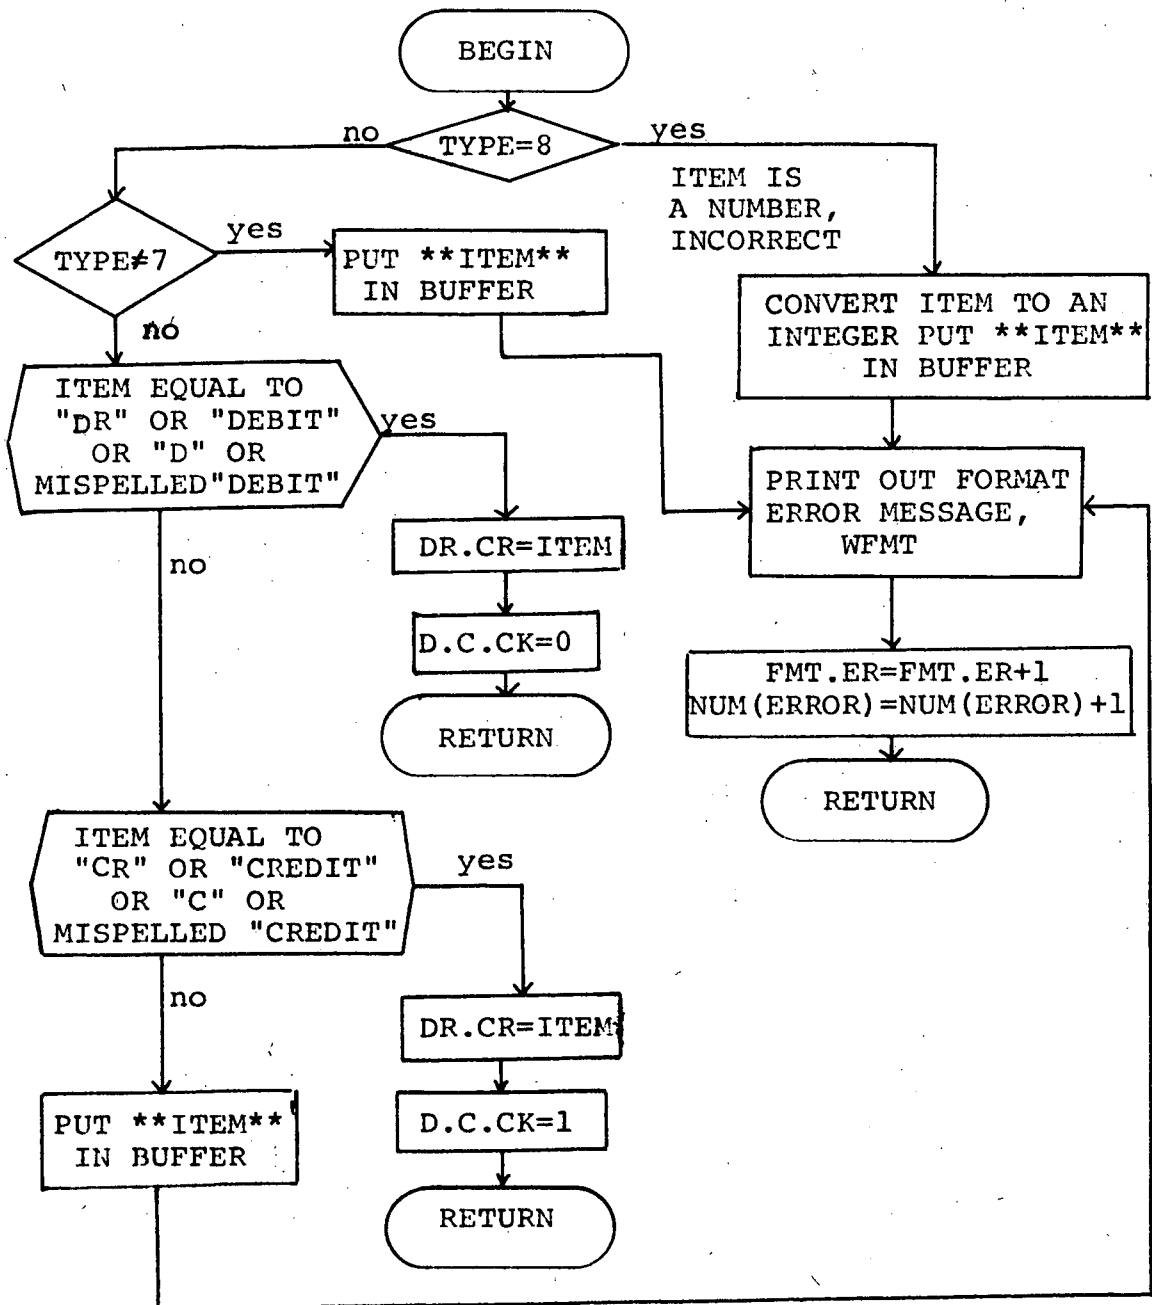 BEGIN
no
TYPE=8
yes
ITEM IS
A NUMBER,
INCORRECT
TYPE≠7
yes
PUT **ITEM**
IN BUFFER
no
CONVERT ITEM TO AN
INTEGER PUT **ITEM**
IN BUFFER
ITEM EQUAL TO
"DR" OR "DEBIT"
OR "D" OR
MISPELLED"DEBIT"
yes
PRINT OUT FORMAT
ERROR MESSAGE,
WFMT
no
DR.CR=ITEM
D.C.CK=0
RETURN
FMT.ER=FMT.ER+1
NUM(ERROR)=NUM(ERROR)+1
RETURN
ITEM EQUAL TO
"CR" OR "CREDIT"
OR "C" OR
MISPELLED "CREDIT"
yes
no
DR.CR=ITEM
D.C.CK=1
RETURN
PUT **ITEM**
IN BUFFER